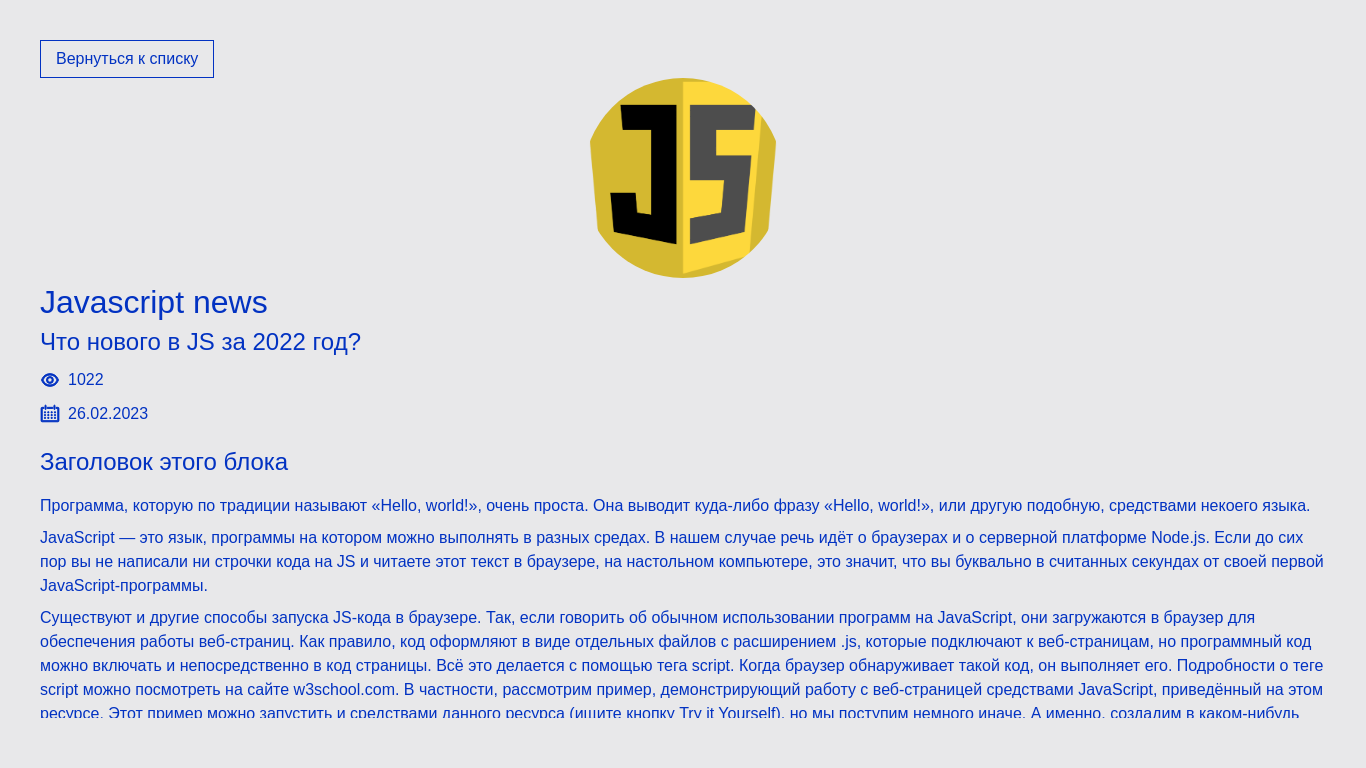 Вернуться к списку
JS
Javascript news
Что нового в JS за 2022 год?
1022
26.02.2023
Заголовок этого блока
Программа, которую по традиции называют «Hello, world!», очень проста. Она выводит куда-либо фразу «Hello, world!», или другую подобную, средствами некоего языка.
JavaScript — это язык, программы на котором можно выполнять в разных средах. В нашем случае речь идёт о браузерах и о серверной платформе Node.js. Если до сих
пор вы не написали ни строчки кода на JS и читаете этот текст в браузере, на настольном компьютере, это значит, что вы буквально в считанных секундах от своей первой
JavaScript-программы.
Существуют и другие способы запуска JS-кода в браузере. Так, если говорить об обычном использовании программ на JavaScript, они загружаются в браузер для
обеспечения работы веб-страниц. Как правило, код оформляют в виде отдельных файлов с расширением .js, которые подключают к веб-страницам, но программный код
можно включать и непосредственно в код страницы. Всё это делается с помощью тега script. Когда браузер обнаруживает такой код, он выполняет его. Подробности о теге
script можно посмотреть на сайте w3school.com. В частности, рассмотрим пример, демонстрирующий работу с веб-страницей средствами JavaScript, приведённый на этом
ресурсе. Этот пример можно запустить и средствами данного ресурса (ищите кнопку Try it Yourself), но мы поступим немного иначе. А именно, создадим в каком-нибудь